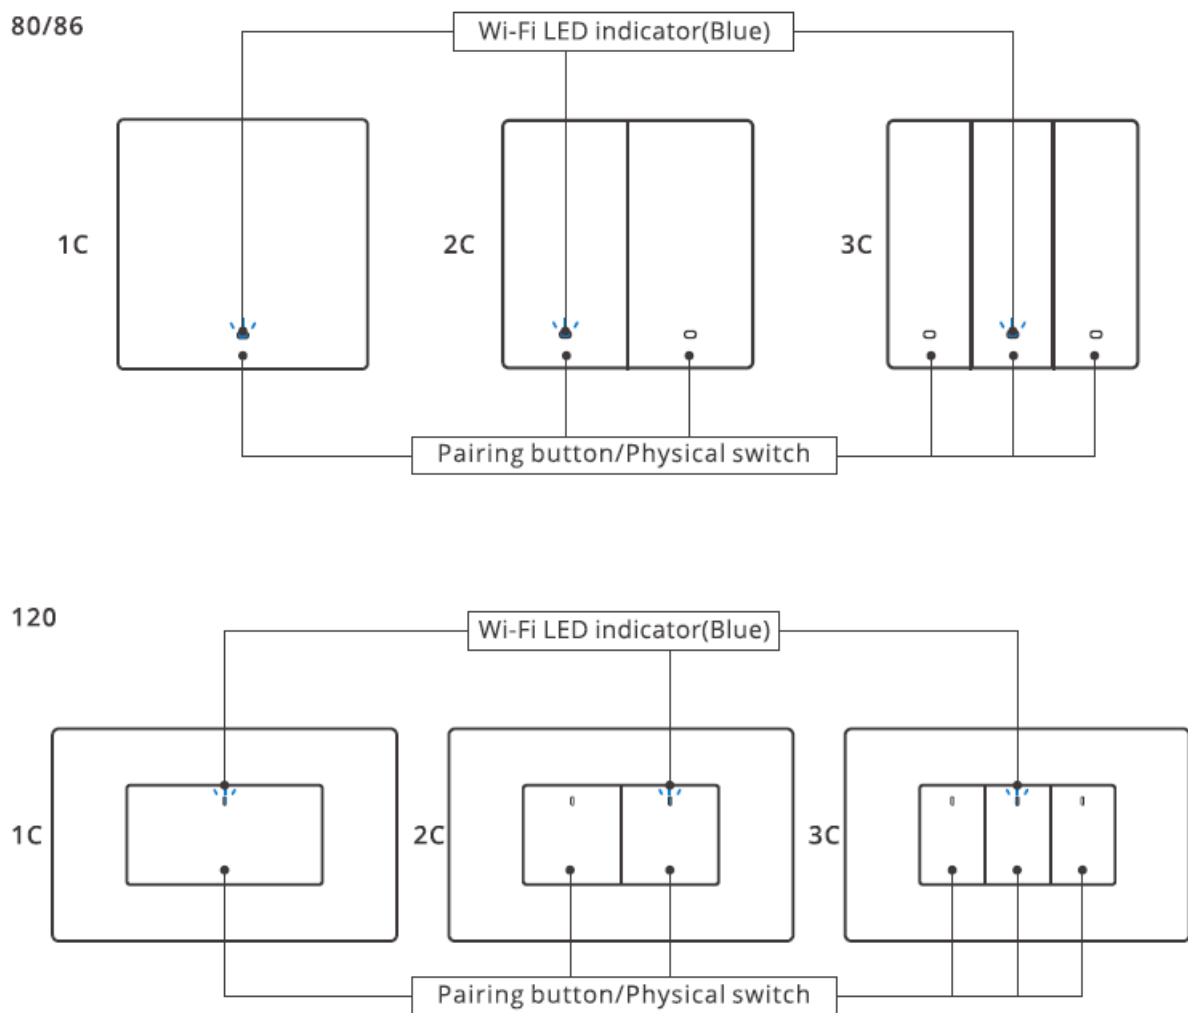 80/86
Wi-Fi LED indicator(Blue)
1C
2C
3C
Pairing button/Physical switch
120
Wi-Fi LED indicator(Blue)
1C
2C
3C
Pairing button/Physical switch